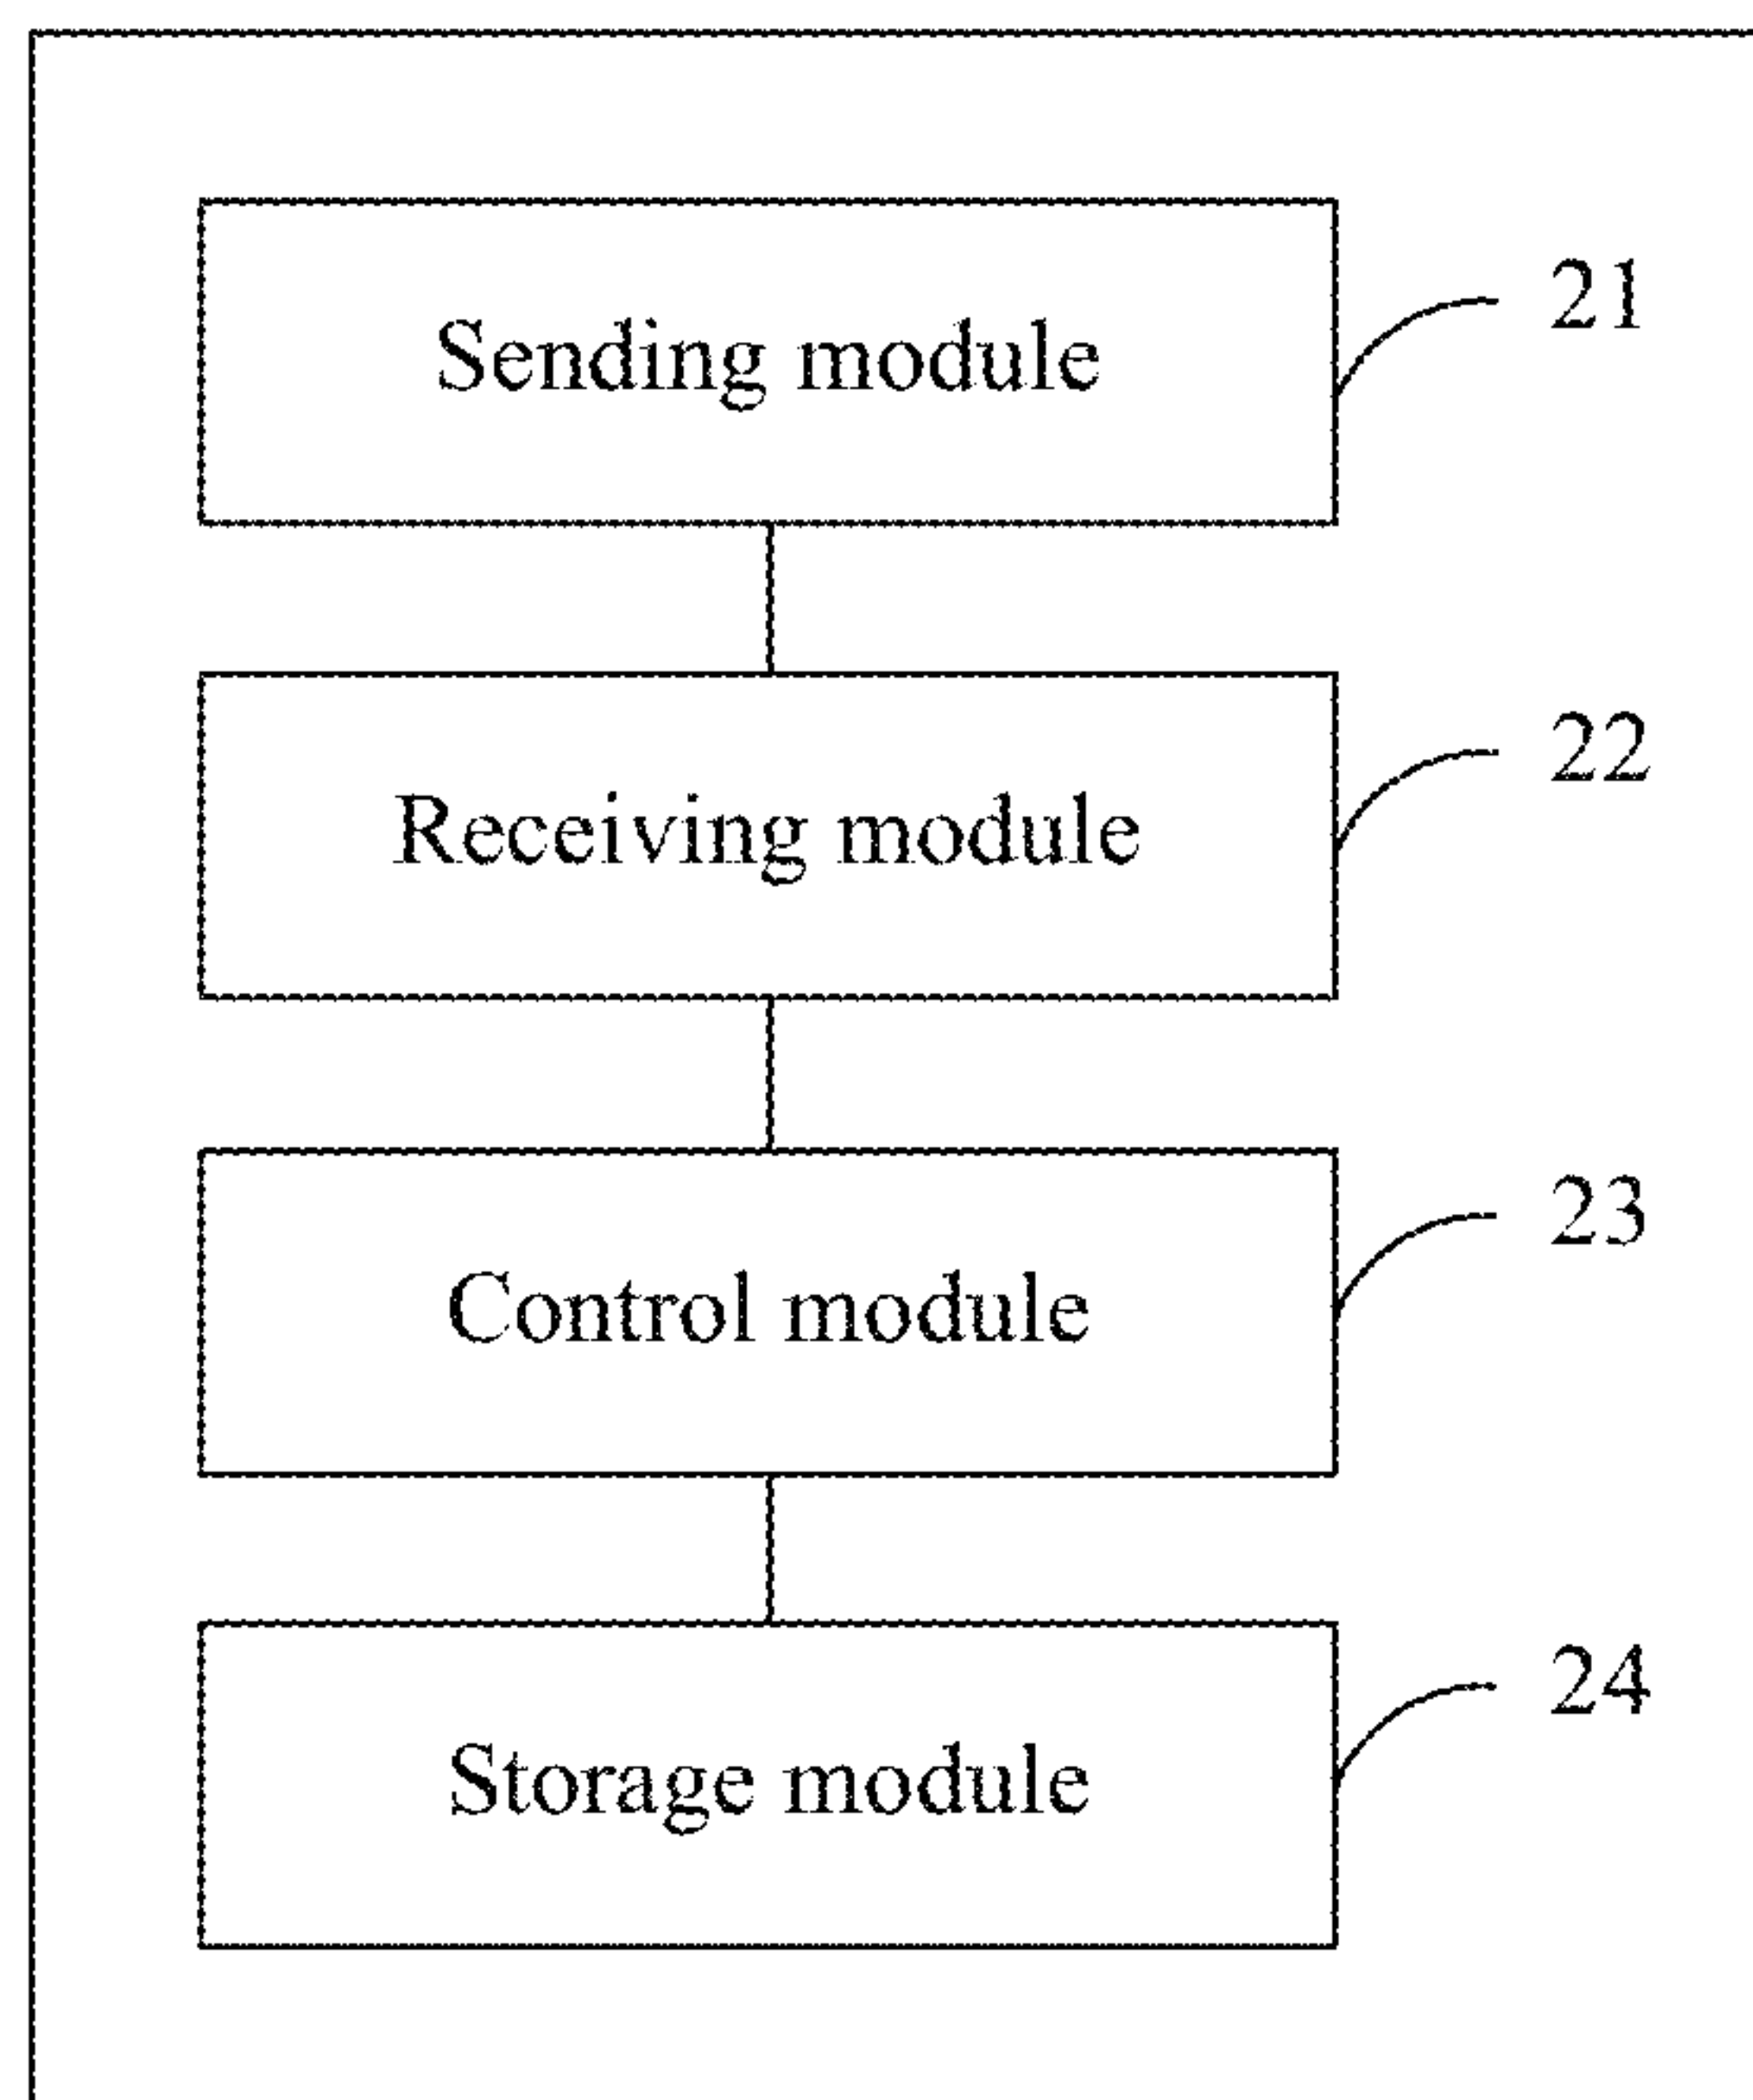 Sending module 21
Receiving module 22
Control module 23
Storage module 24